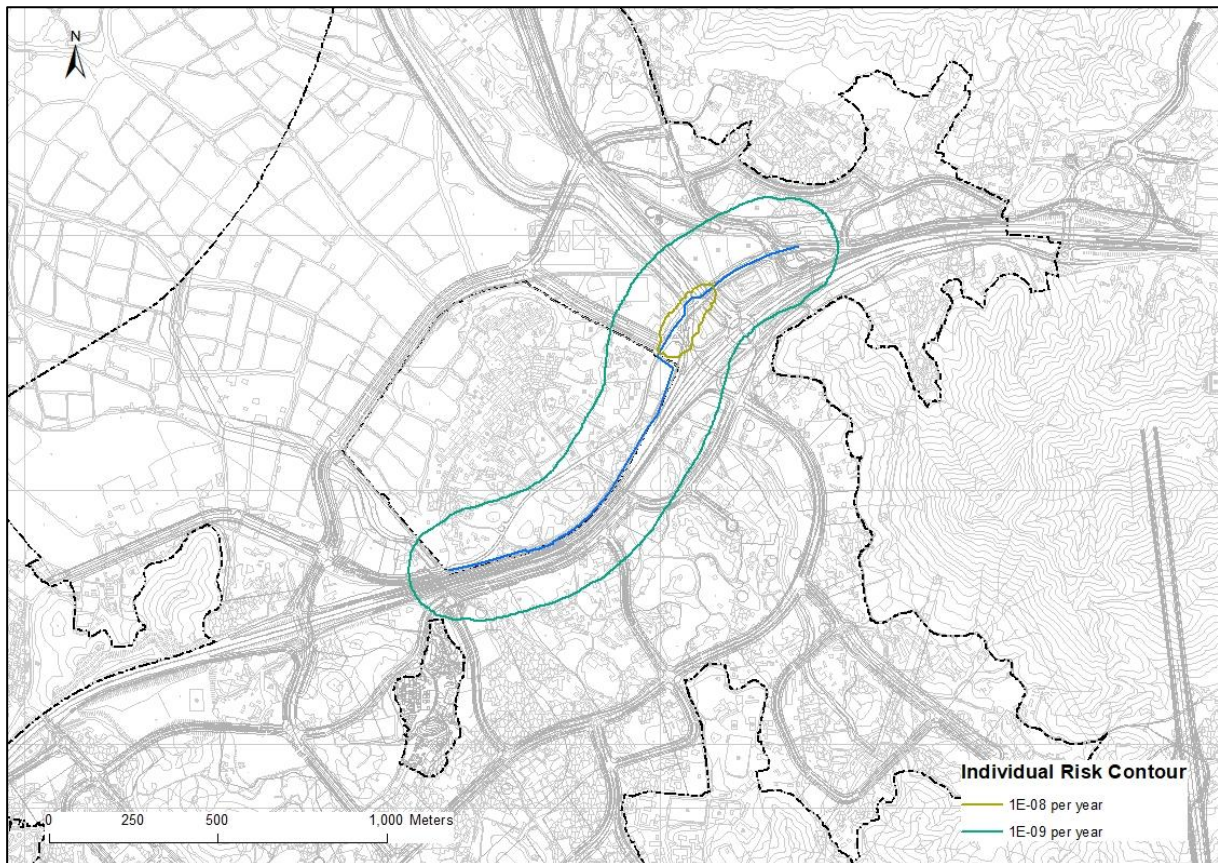 N
Individual Risk Contour
1E-08 per year
1E-09 per year
0 250 500 1,000 Meters